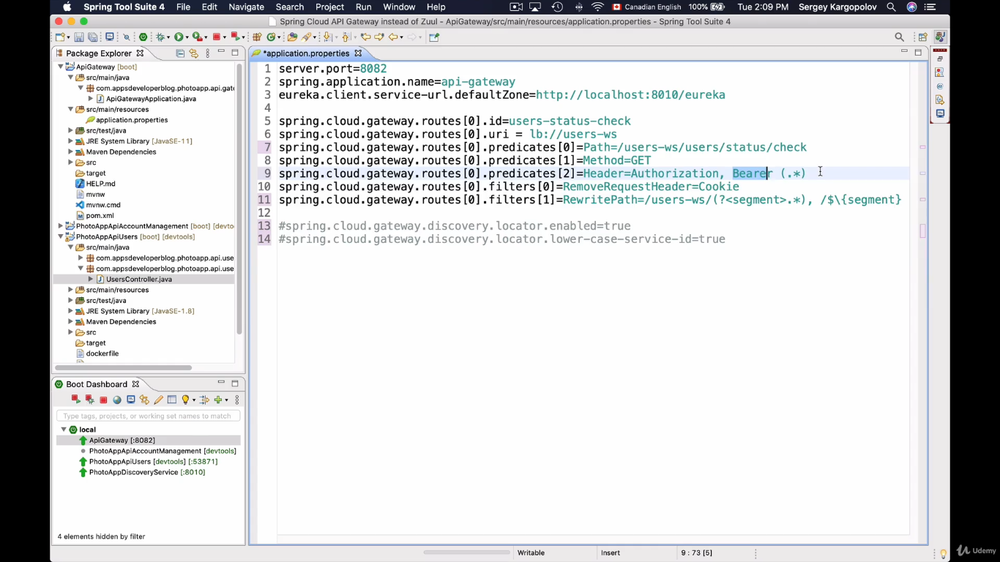 Spring Tool Suite 4 File Edit Navigate Search Project Run Window Help Canadian English 100% Tue 2:09 PM Sergey Kargopolov
Spring Cloud API Gateway instead of Zuul - ApiGateway/src/main/resources/application.properties - Spring Tool Suite 4
Package Explorer
ApiGateway [boot]
src/main/java
com.appsdeveloperblog.photoapp.api.gate
ApiGatewayApplication.java
src/main/resources
application.properties
src/test/java
JRE System Library [JavaSE-11]
Maven Dependencies
src
target
HELP.md
mvnw
mvnw.cmd
pom.xml
PhotoAppApiAccountManagement [boot] [devto
PhotoAppApiUsers [boot] [devtools]
src/main/java
com.appsdeveloperblog.photoapp.api.use
com.appsdeveloperblog.photoapp.api.use
UsersController.java
src/main/resources
src/test/java
JRE System Library [JavaSE-1.8]
Maven Dependencies
src
target
dockerfile
*application.properties
1 server.port=8082
2 spring.application.name=api-gateway
3 eureka.client.service-url.defaultZone=http://localhost:8010/eureka
4
5 spring.cloud.gateway.routes[0].id=users-status-check
6 spring.cloud.gateway.routes[0].uri = lb://users-ws
7 spring.cloud.gateway.routes[0].predicates[0]=Path=/users-ws/users/status/check
8 spring.cloud.gateway.routes[0].predicates[1]=Method=GET
9 spring.cloud.gateway.routes[0].predicates[2]=Header=Authorization, Bearer (.*)
10 spring.cloud.gateway.routes[0].filters[0]=RemoveRequestHeader=Cookie
11 spring.cloud.gateway.routes[0].filters[1]=RewritePath=/users-ws/(?<segment>.*), /$\{segment}
12
13 #spring.cloud.gateway.discovery.locator.enabled=true
14 #spring.cloud.gateway.discovery.locator.lower-case-service-id=true
Boot Dashboard
Type tags, projects, or working set names to match
local
ApiGateway [:8082]
PhotoAppApiAccountManagement [devtools]
PhotoAppApiUsers [devtools] [:53871]
PhotoAppDiscoveryService [:8010]
4 elements hidden by filter
Writable Insert 9 : 73 [5]
Udemy